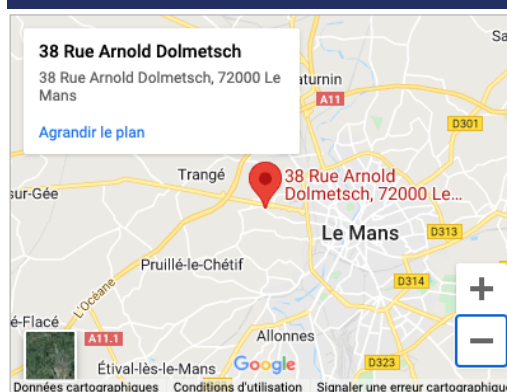 38 Rue Arnold Dolmetsch
38 Rue Arnold Dolmetsch, 72000 Le
Mans
Agrandir le plan
Sa
aturnin
A11
D301
Trangé
38 Rue Arnold
Dolmetsch, 72000 Le...
sur-Gée
Le Mans
D313
Pruillé-le-Chétif
D314
+
L'Océane
é-Flacé
A11.1
Allonnes
−
Étival-lès-le-Mans
Google
D323
Données cartographiques Conditions d'utilisation Signaler une erreur cartographique